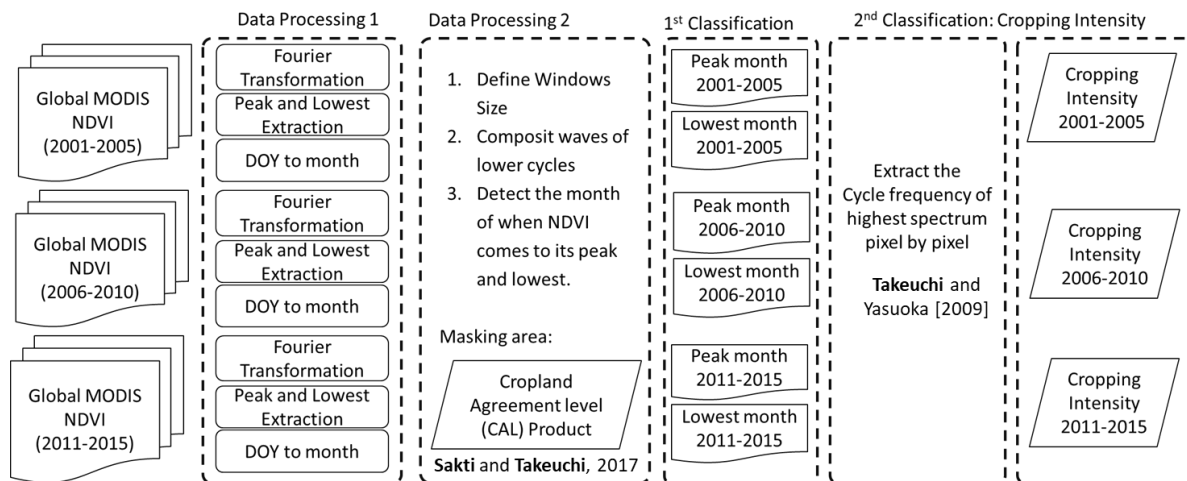 Data Processing 1
Data Processing 2
1st Classification
2nd Classification: Cropping Intensity
Global MODIS
NDVI
(2001-2005)
Global MODIS
NDVI
(2006-2010)
Global MODIS
NDVI
(2011-2015)
Fourier
Transformation
Peak and Lowest
Extraction
DOY to month
Fourier
Transformation
Peak and Lowest
Extraction
DOY to month
Fourier
Transformation
Peak and Lowest
Extraction
DOY to month
1. Define Windows
Size
2. Composit waves of
lower cycles
3. Detect the month
of when NDVI
comes to its peak
and lowest.
Masking area:
Cropland
Agreement level
(CAL) Product
Sakti and Takeuchi, 2017
Peak month
2001-2005
Lowest month
2001-2005
Peak month
2006-2010
Lowest month
2006-2010
Peak month
2011-2015
Lowest month
2011-2015
Extract the
Cycle frequency of
highest spectrum
pixel by pixel
Takeuchi and
Yasuoka [2009]
Cropping
Intensity
2001-2005
Cropping
Intensity
2006-2010
Cropping
Intensity
2011-2015